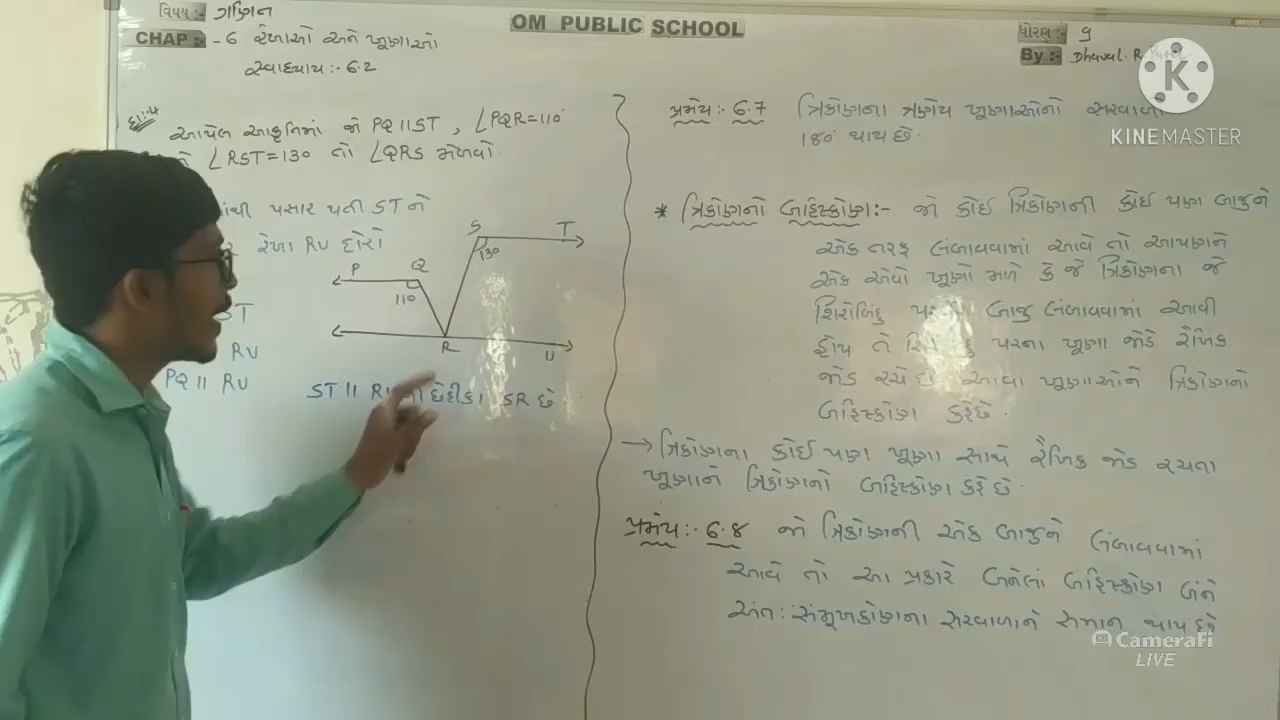 વિષય :- ગણિત
OM PUBLIC SCHOOL
ધોરણ :- 9
CHAP :- 6 રેખાઓ અને ખૂણાઓ
By :- Dhaval. R.
સ્વાધ્યાય :- 6.2
આપેલ આકૃતિમાં જો PQ || ST , ∠PQR = 110°
∠RST = 130 તો ∠QRS મેળવો.
પસાર થતી ST ને
રેખા RU દોરો
S T
130
P Q
110
R U
ST
RU
PQ || RU
ST || છેદીકા SR છે
પ્રમેય :- 6.7 ત્રિકોણના ત્રણેય ખૂણાઓનો સરવાળો
180 થાય છે.
KINEMASTER
* ત્રિકોણનો બહિષ્કોણ :- જો કોઈ ત્રિકોણની કોઈ પણ બાજુને
એક તરફ લંબાવવામાં આવે તો આપણને
એક એવો ખૂણો મળે કે જે ત્રિકોણના જે
શિરોબિંદુ બાજુ લંબાવવામાં આવી
હોય તે પરના ખૂણા જોડે રૈખિક
જોડ રચે છે. આવા ખૂણાઓને ત્રિકોણનો
બહિષ્કોણ કહે છે.
→ ત્રિકોણના કોઈ પણ ખૂણા સાથે રૈખિક જોડ રચતા
ખૂણાને ત્રિકોણનો બહિષ્કોણ કહે છે.
પ્રમેય :- 6.8 જો ત્રિકોણની એક બાજુને લંબાવવામાં
આવે તો આ પ્રકારે બનેલાં બહિષ્કોણ બંને
અંતઃસંમુખકોણના સરવાળાને સમાન થાય છે
CameraFi
LIVE